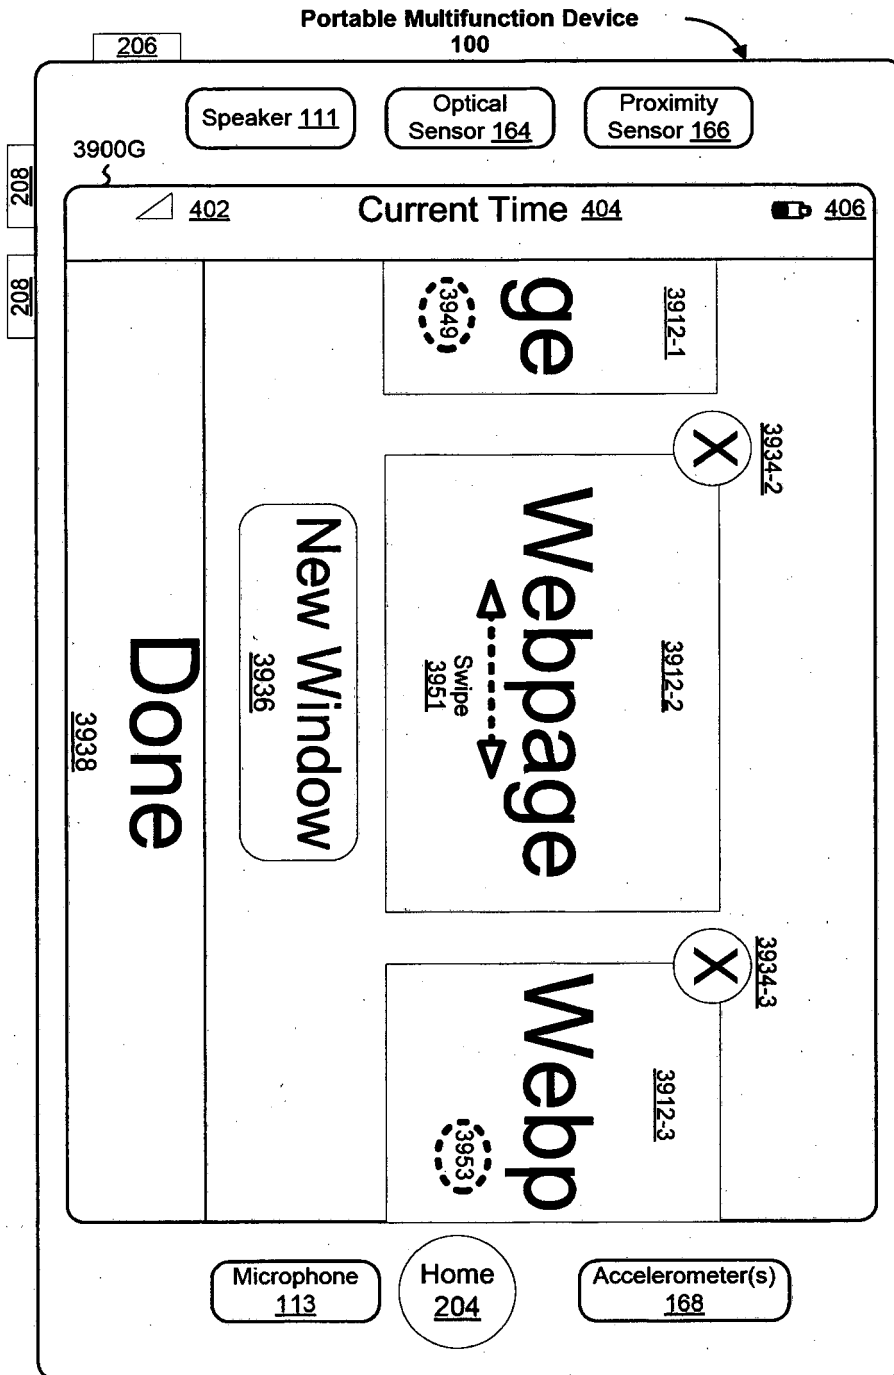 Portable Multifunction Device
100
206
Speaker 111
Optical
Sensor 164
Proximity
Sensor 166
3900G
208
208
402
Current Time 404
406
3912-1
ge
3949
3934-2
X
3912-2
Webpage
Swipe
3951
3934-3
X
3912-3
Webp
3953
New Window
3936
Done
3938
Microphone
113
Home
204
Accelerometer(s)
168